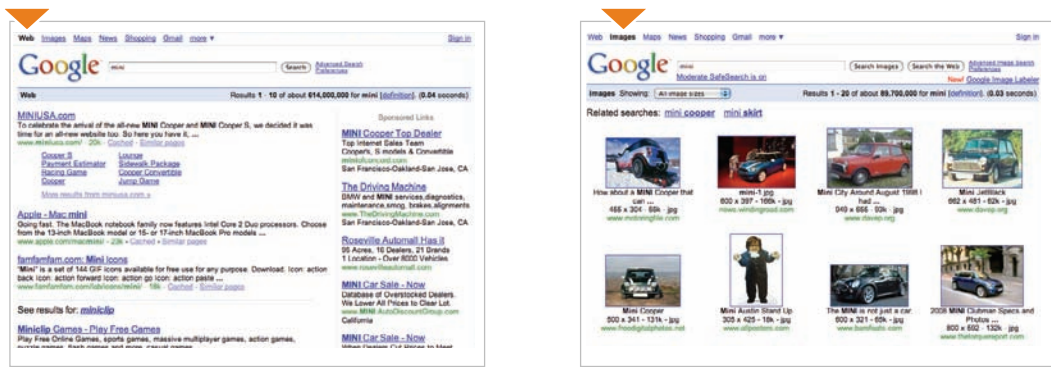 Web Images Maps News Shopping Gmail more ▼ Sign in
Google mini Search Advanced Search
Preferences
Web Results 1 - 10 of about 614,000,000 for mini [definition]. (0.04 seconds)
MINIUSA.com
To celebrate the arrival of the all-new MINI Cooper and MINI Cooper S, we decided it was
time for an all-new website too. So here you have it, ...
www.miniusa.com/ - 20k - Cached - Similar pages
Cooper S Lounge
Payment Estimator Sidewalk Package
Racing Game Cooper Convertible
Cooper Jump Game
More results from miniusa.com »
Apple - Mac mini
Going fast. The MacBook notebook family now features Intel Core 2 Duo processors. Choose
from the 13-inch MacBook model or 15- or 17-inch MacBook Pro models ...
www.apple.com/macmini/ - 23k - Cached - Similar pages
famfamfam.com: Mini Icons
"Mini" is a set of 144 GIF icons available for free use for any purpose. Download. Icon: action
back icon: action forward icon: action go icon: action paste ...
www.famfamfam.com/lab/icons/mini/ - 18k - Cached - Similar pages
See results for: miniclip
Miniclip Games - Play Free Games
Play Free Online Games, sports games, massive multiplayer games, action games,
puzzle games, flash games and more, casual games
Sponsored Links
MINI Cooper Top Dealer
Top Internet Sales Team
Cooper's, S models & Convertible
miniofconcord.com
San Francisco-Oakland-San Jose, CA
The Driving Machine
BMW and MINI services,diagnostics,
maintenance,smog, brakes,alignments
www.TheDrivingMachine.com
San Francisco-Oakland-San Jose, CA
Roseville Automall Has it
95 Acres, 16 Dealers, 21 Brands
1 Location - Over 8000 Vehicles
www.rosevilleautomall.com
MINI Car Sale - Now
Database of Overstocked Dealers.
We Lower All Prices to Clear Lot.
www.MINI.AutoDiscountGroup.com
California
MINI Car Sale - Now
When Dealers Cut Prices to Meet
Web Images Maps News Shopping Gmail more ▼ Sign in
Google mini Search Images Search the Web Advanced Image Search
Preferences
Moderate SafeSearch is on New! Google Image Labeler
Images Showing: All image sizes Results 1 - 20 of about 89,700,000 for mini [definition]. (0.03 seconds)
Related searches: mini cooper mini skirt
How about a MINI Cooper that
can ...
466 x 304 - 68k - jpg
www.motoringfile.com
mini-1.jpg
600 x 397 - 166k - jpg
news.windingroad.com
Mini City Around August 1998 I
had ...
949 x 666 - 93k - jpg
www.davep.org
Mini JetBlack
662 x 481 - 62k - jpg
www.davep.org
Mini Cooper
500 x 341 - 131k - jpg
www.freedigitalphotos.net
Mini Austin Stand Up
305 x 425 - 16k - jpg
www.allposters.com
The MINI is not just a car.
600 x 321 - 65k - jpg
2008 MINI Clubman Specs and
Photos ...
800 x 602 - 132k - jpg
www.thetorquereport.com